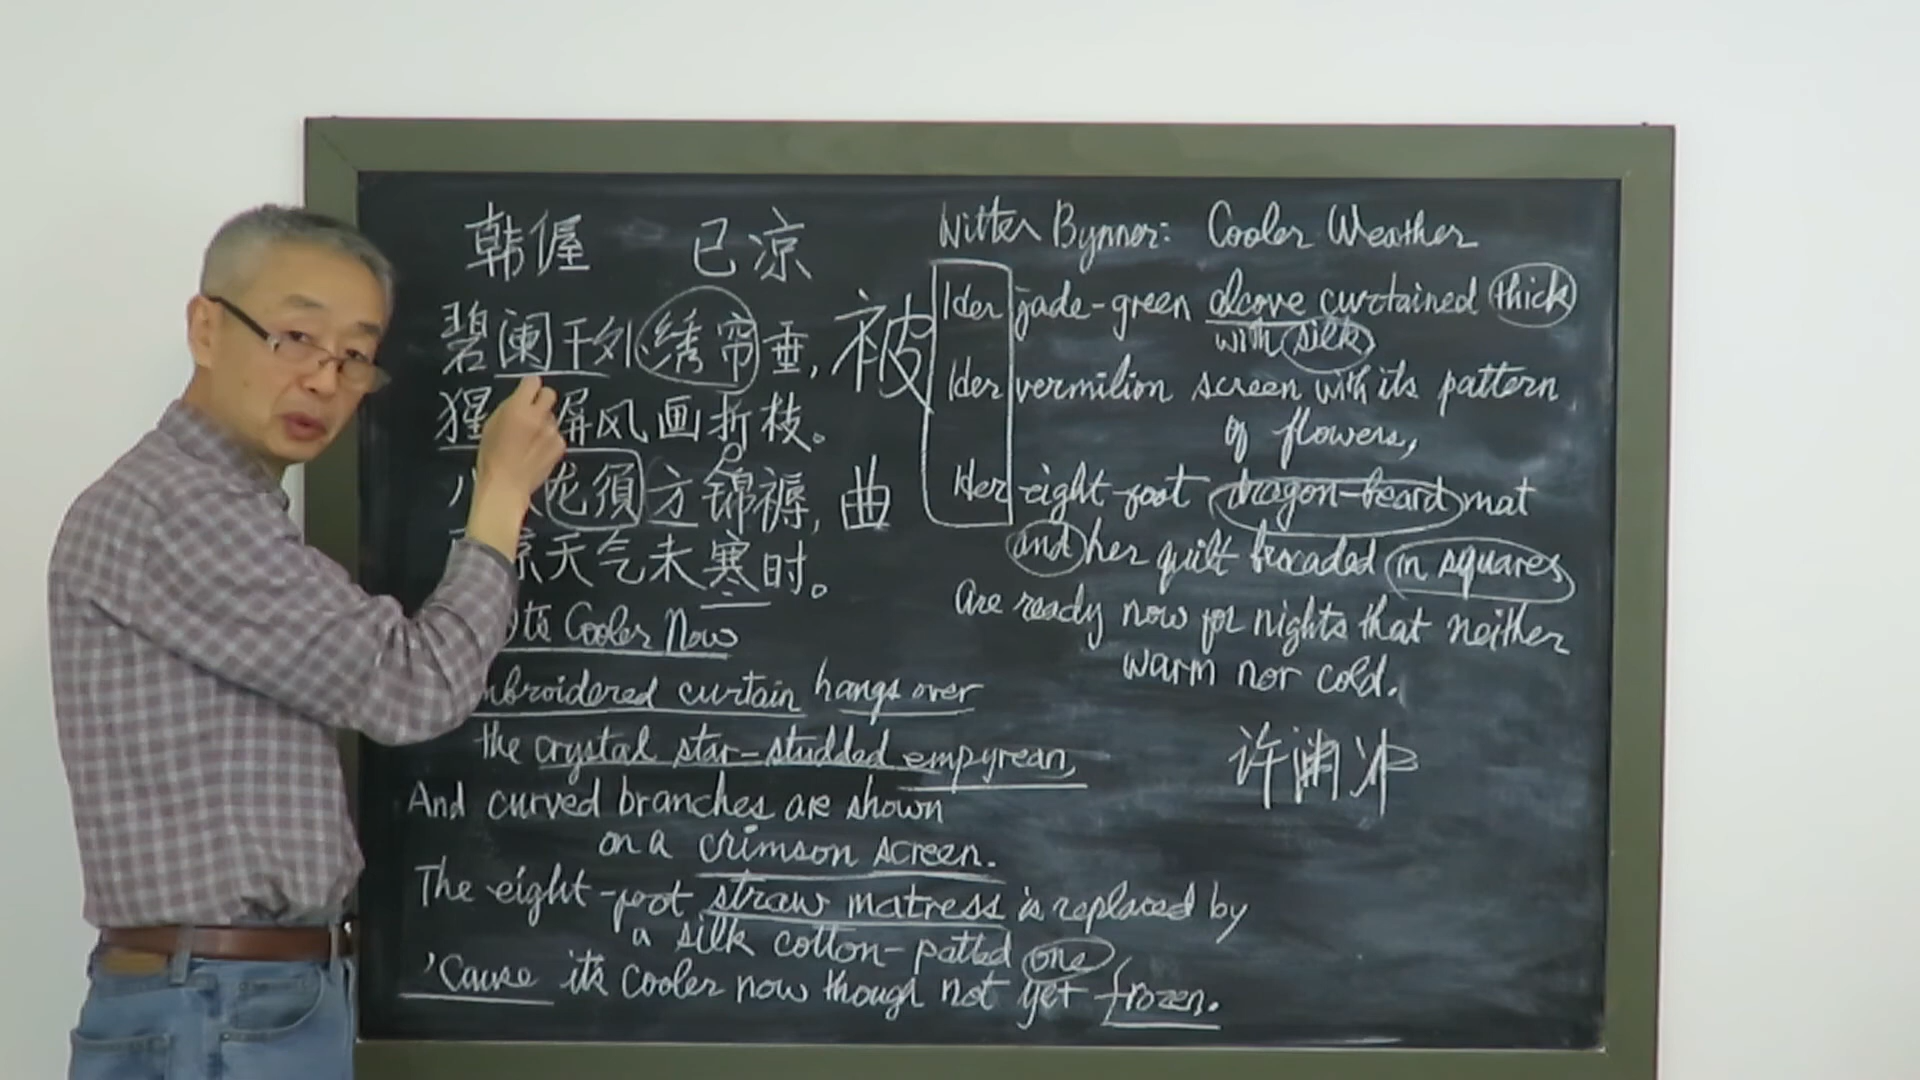 韩偓 已凉
碧阑干外绣帘垂,
猩 屏风画折枝。
八 龙須方锦褥,
凉天气未寒时。
被
曲
Its Cooler Now
mbroidered curtain hangs over
the crystal star-studded empyrean,
And curved branches are shown
on a crimson screen.
The eight-foot straw matress is replaced by
a silk cotton-patted one
'Cause it's cooler now though not yet frozen.
Witter Bynner: Cooler Weather
Her jade-green alcove curtained thick
with silk
Her vermilion screen with its pattern
of flowers,
Her eight-foot dragon-beard mat
and her quilt brocaded in squares
are ready now for nights that neither
warm nor cold.
许渊冲